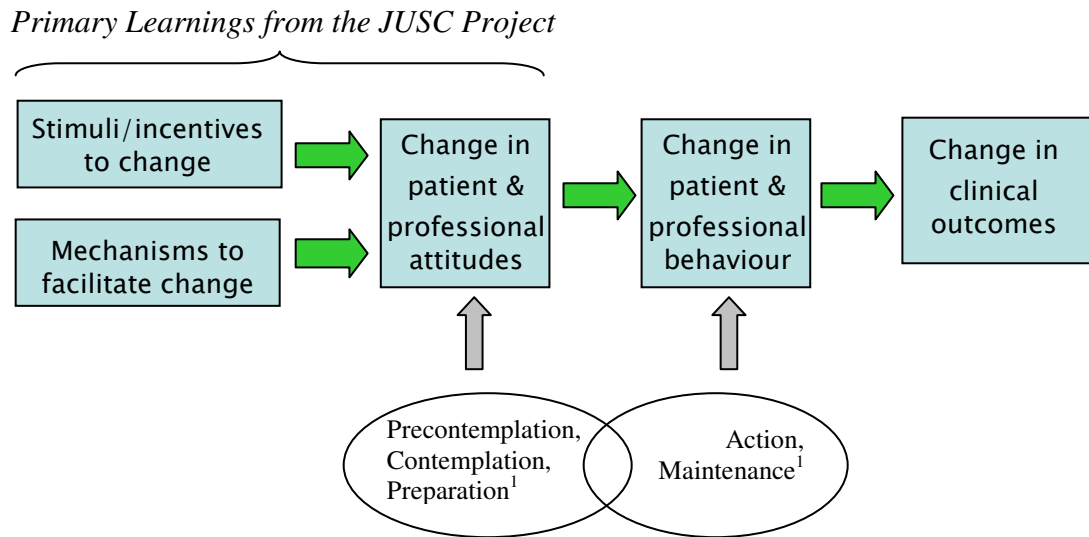 Primary Learnings from the JUSC Project
Stimuli/incentives
to change
Mechanisms to
facilitate change
Change in
patient &
professional
attitudes
Change in
patient &
professional
behaviour
Change in
clinical
outcomes
Precontemplation,
Contemplation,
Preparation¹
Action,
Maintenance¹